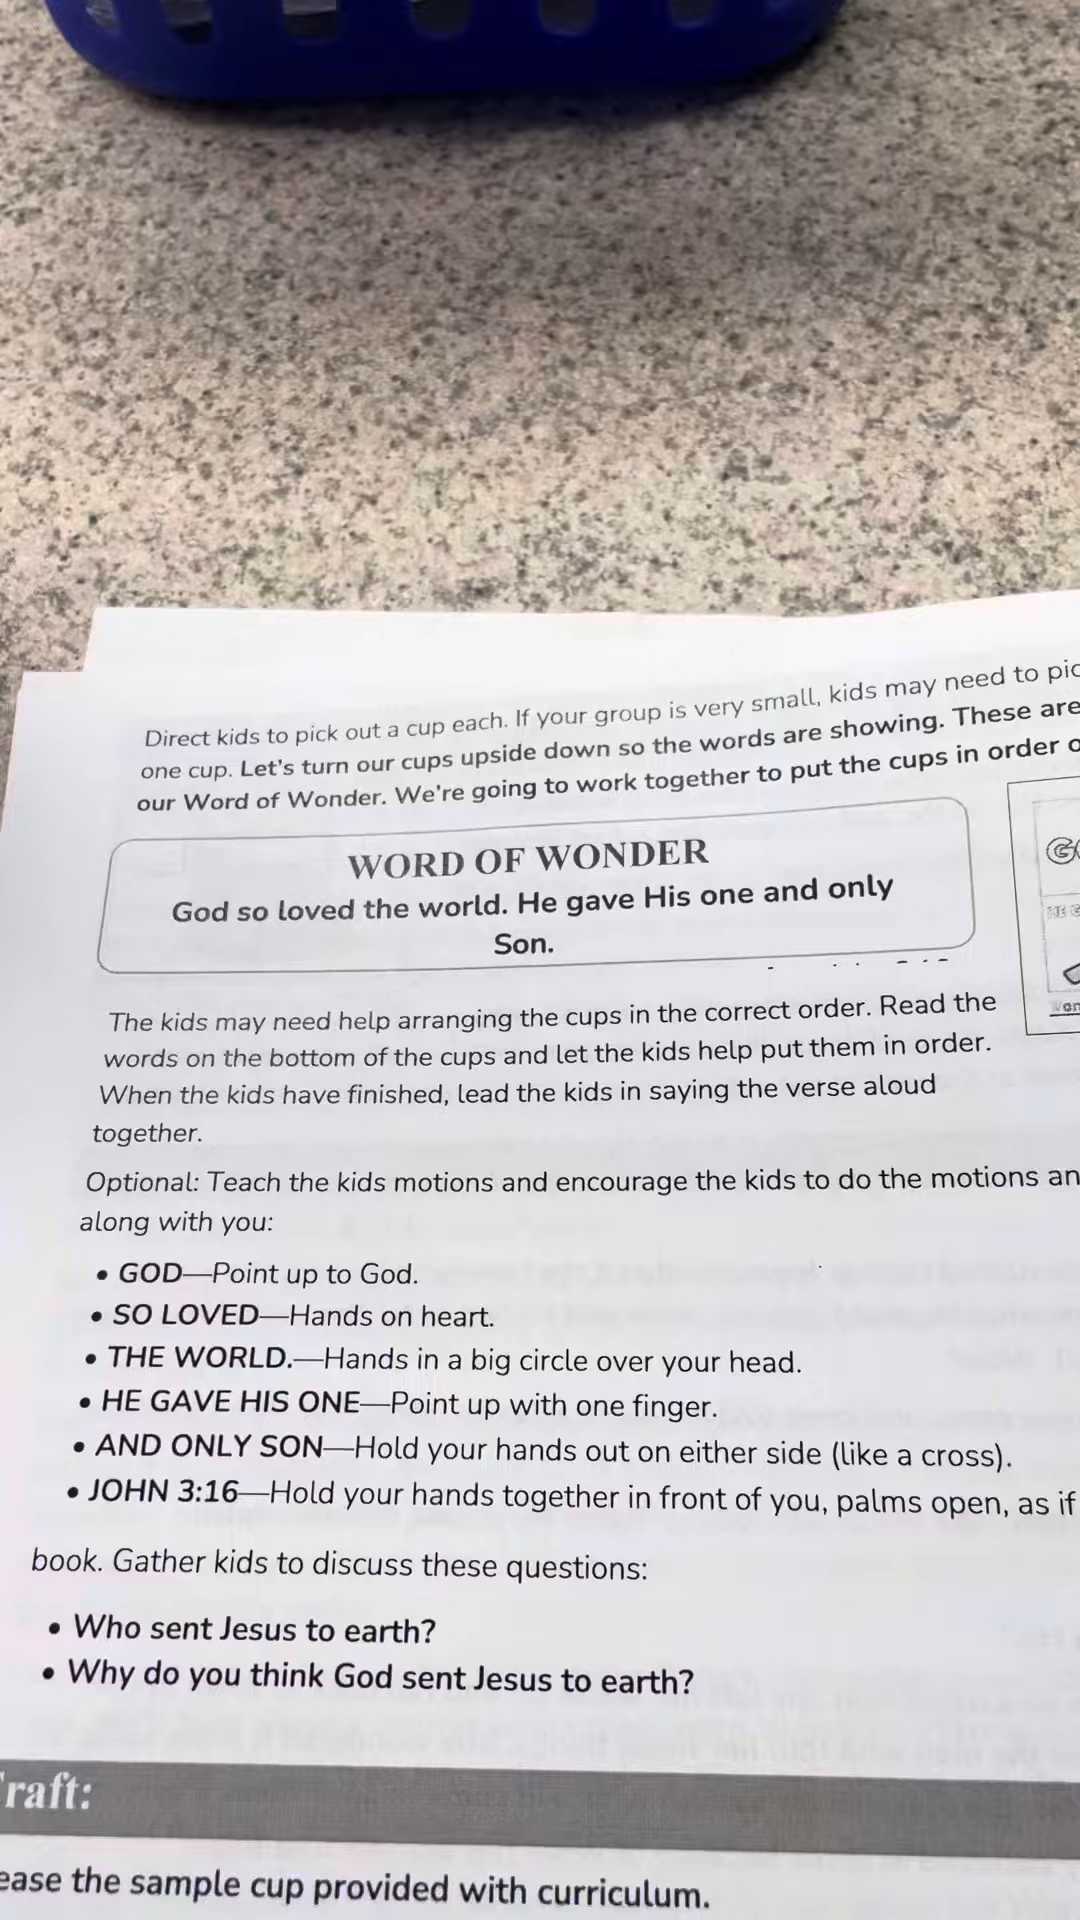 Direct kids to pick out a cup each. If your group is very small, kids may need to
one cup. Let's turn our cups upside down so the words are showing. These are
our Word of Wonder. We're going to work together to put the cups in order
WORD OF WONDER
God so loved the world. He gave His one and only
Son.
The kids may need help arranging the cups in the correct order. Read the
words on the bottom of the cups and let the kids help put them in order.
When the kids have finished, lead the kids in saying the verse aloud
together.
Optional: Teach the kids motions and encourage the kids to do the motions
along with you:
• GOD—Point up to God.
• SO LOVED—Hands on heart.
• THE WORLD.—Hands in a big circle over your head.
• HE GAVE HIS ONE—Point up with one finger.
• AND ONLY SON—Hold your hands out on either side (like a cross).
• JOHN 3:16—Hold your hands together in front of you, palms open, as if
book. Gather kids to discuss these questions:
• Who sent Jesus to earth?
• Why do you think God sent Jesus to earth?
raft:
ease the sample cup provided with curriculum.